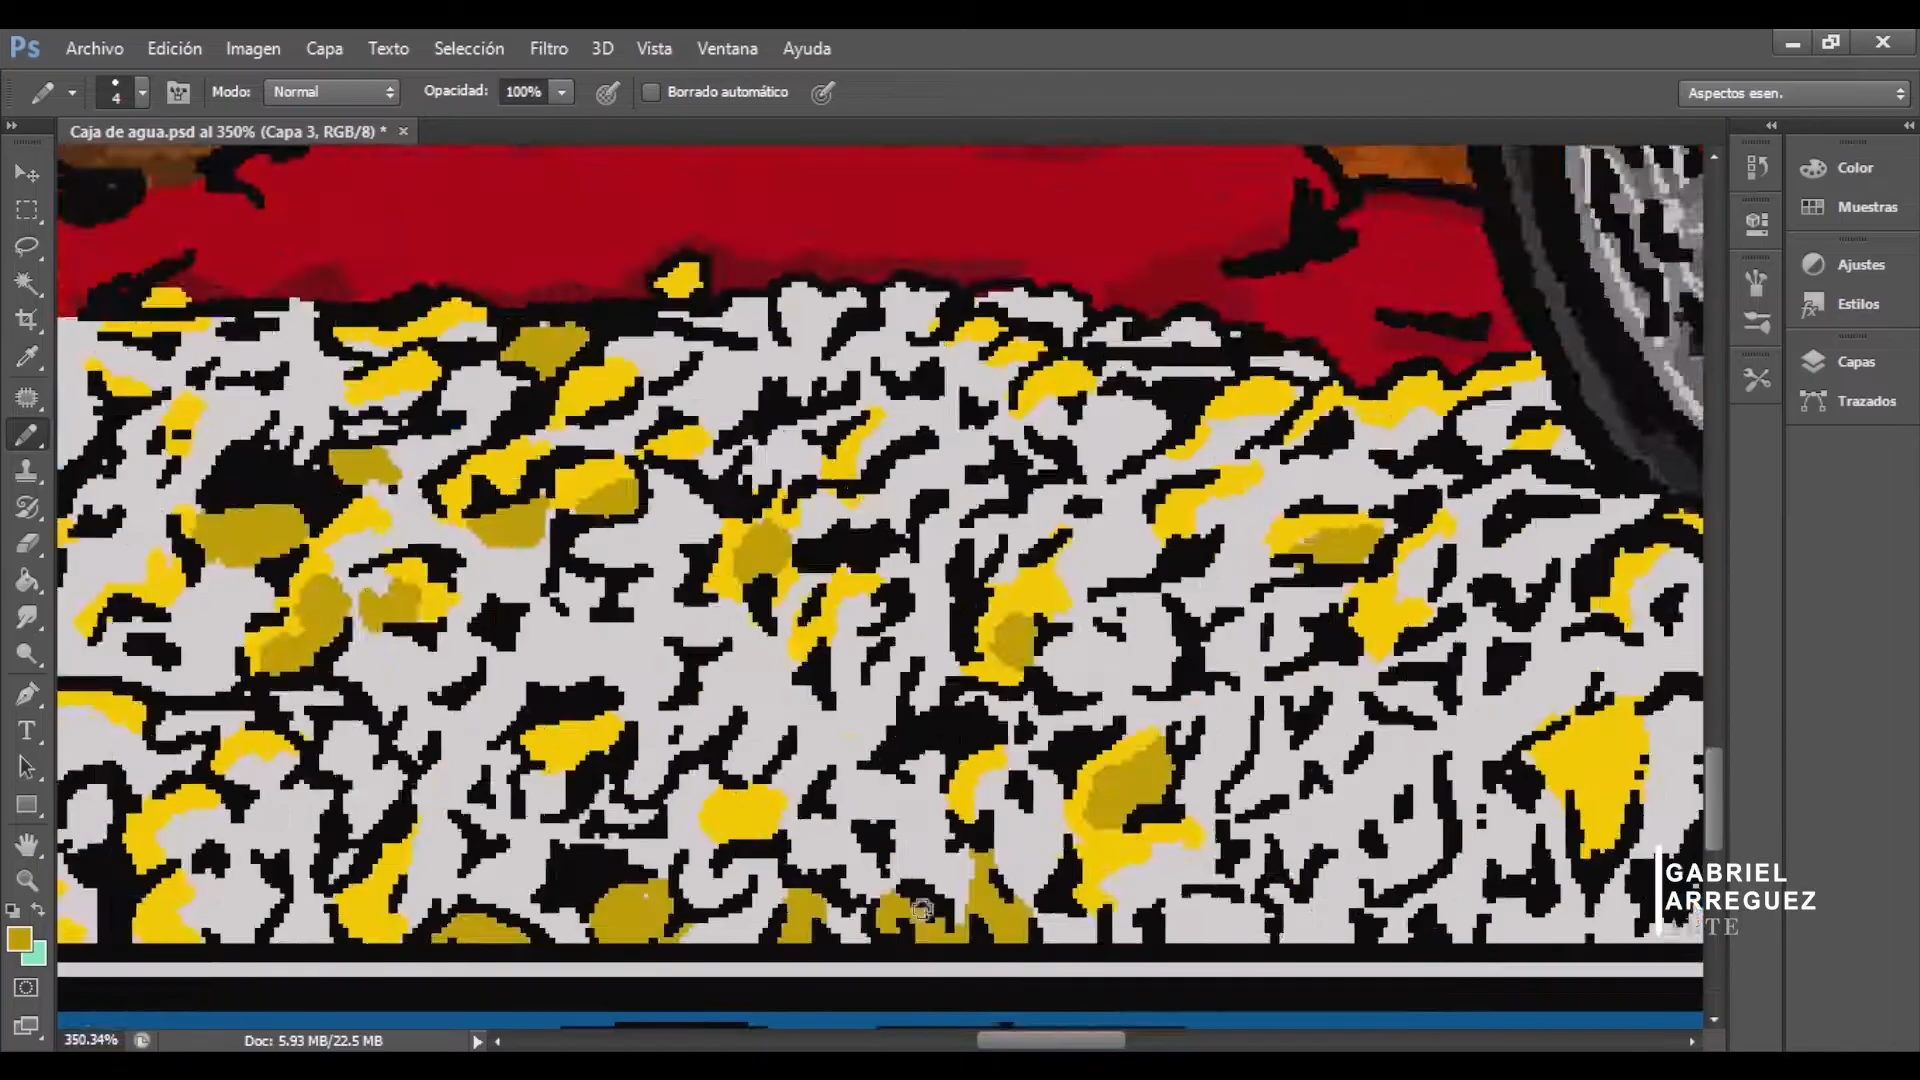 Ps Archivo Edición Imagen Capa Texto Selección Filtro 3D Vista Ventana Ayuda
4 Modo: Normal Opacidad: 100% Borrado automático Aspectos esen.
Caja de agua.psd al 350% (Capa 3, RGB/8) * ×
Color
Muestras
Ajustes
Estilos
Capas
Trazados
GABRIEL
ARREGUEZ
ARTE
350.34% Doc: 5.93 MB/22.5 MB